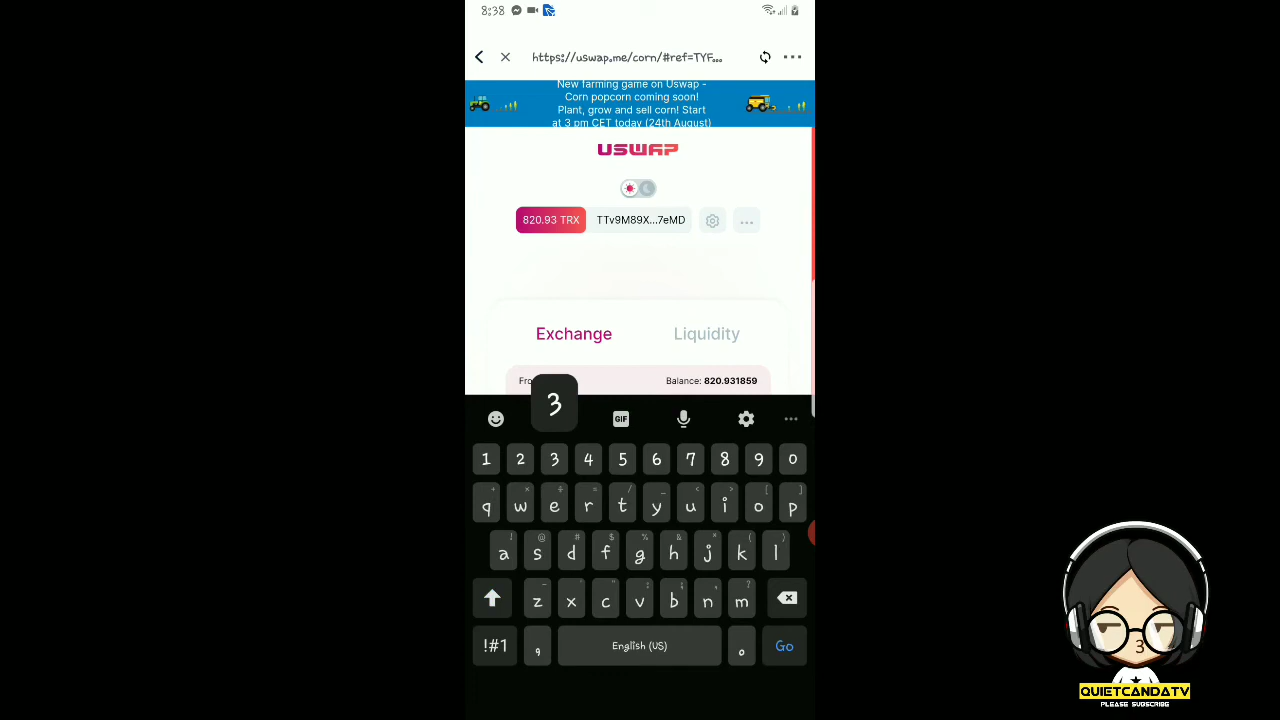 8:38
https://uswap.me/corn/#ref=TYF...
New farming game on Uswap -
Corn popcorn coming soon!
Plant, grow and sell corn! Start
at 3 pm CET today (24th August)
USWAP
820.93 TRX TTv9M89X...7eMD
Exchange Liquidity
Fro Balance: 820.931859
3
GIF
1 2 3 4 5 6 7 8 9 0
+ × ÷ = / _ < > [ ]
q w e r t y u i o p
! @ # $ % & * ( )
a s d f g h j k l
- ' " : ; , ?
z x c v b n m
!#1 , English (US) . Go
QUIETCANDATV
PLEASE SUBSCRIBE